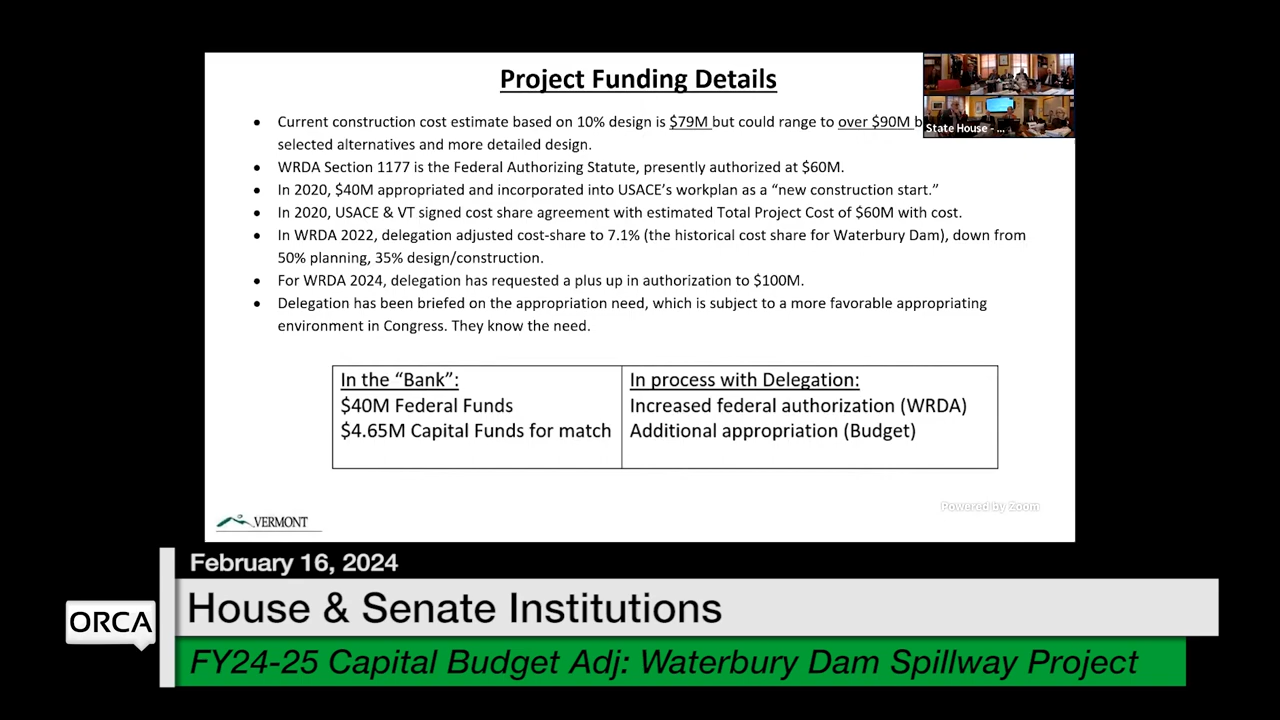 Project Funding Details
Current construction cost estimate based on 10% design is $79M but could range to over $90M b
selected alternatives and more detailed design.
WRDA Section 1177 is the Federal Authorizing Statute, presently authorized at $60M.
In 2020, $40M appropriated and incorporated into USACE’s workplan as a “new construction start.”
In 2020, USACE & VT signed cost share agreement with estimated Total Project Cost of $60M with cost.
In WRDA 2022, delegation adjusted cost-share to 7.1% (the historical cost share for Waterbury Dam), down from
50% planning, 35% design/construction.
For WRDA 2024, delegation has requested a plus up in authorization to $100M.
Delegation has been briefed on the appropriation need, which is subject to a more favorable appropriating
environment in Congress. They know the need.
In the “Bank”:
$40M Federal Funds
$4.65M Capital Funds for match
In process with Delegation:
Increased federal authorization (WRDA)
Additional appropriation (Budget)
State House - ...
VERMONT
Powered by Zoom
February 16, 2024
ORCA
House & Senate Institutions
FY24-25 Capital Budget Adj: Waterbury Dam Spillway Project